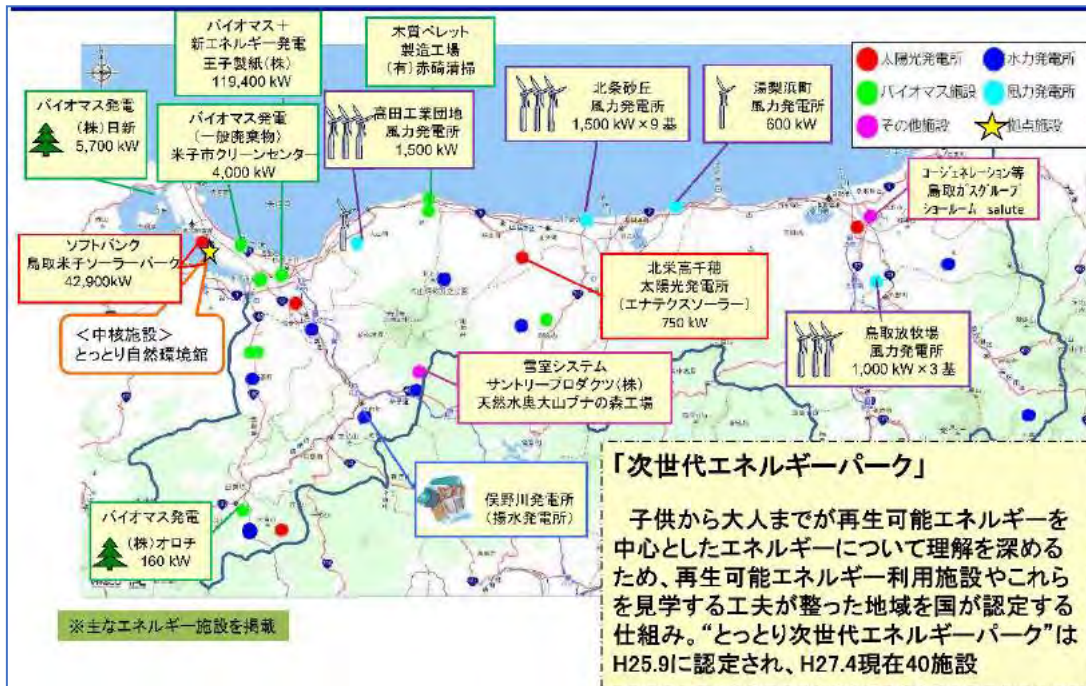 バイオマス＋
新エネルギー発電
王子製紙(株)
119,400 kW
木質ペレット
製造工場
(有)赤碕清掃
バイオマス発電
(株)日新
5,700 kW
バイオマス発電
(一般廃棄物)
米子市クリーンセンター
4,000 kW
高田工業団地
風力発電所
1,500 kW
北条砂丘
風力発電所
1,500 kW×9 基
湯梨浜町
風力発電所
600 kW
太陽光発電所
水力発電所
バイオマス施設
風力発電所
その他施設
拠点施設
コージェネレーション等
鳥取ガスグループ
ショールーム salute
ソフトバンク
鳥取米子ソーラーパーク
42,900kW
＜中核施設＞
とっとり自然環境館
北栄高千穂
太陽光発電所
(エナテクスソーラー)
750 kW
鳥取放牧場
風力発電所
1,000 kW×3 基
雪室システム
サントリープロダクツ(株)
天然水奥大山ブナの森工場
俣野川発電所
(揚水発電所)
バイオマス発電
(株)オロチ
160 kW
※主なエネルギー施設を掲載
「次世代エネルギーパーク」
子供から大人までが再生可能エネルギーを
中心としたエネルギーについて理解を深める
ため、再生可能エネルギー利用施設やこれら
を見学する工夫が整った地域を国が認定する
仕組み。“とっとり次世代エネルギーパーク”は
H25.9に認定され、H27.4現在40施設